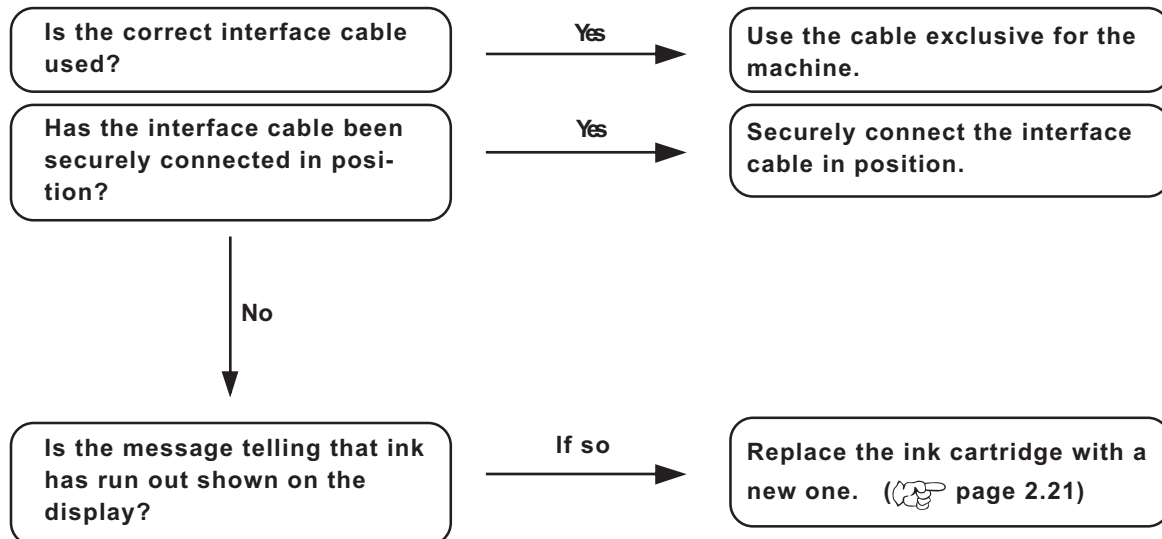 Is the correct interface cable
used?
Yes
Use the cable exclusive for the
machine.
Has the interface cable been
securely connected in posi-
tion?
Yes
Securely connect the interface
cable in position.
No
Is the message telling that ink
has run out shown on the
display?
If so
Replace the ink cartridge with a
new one. ( page 2.21)